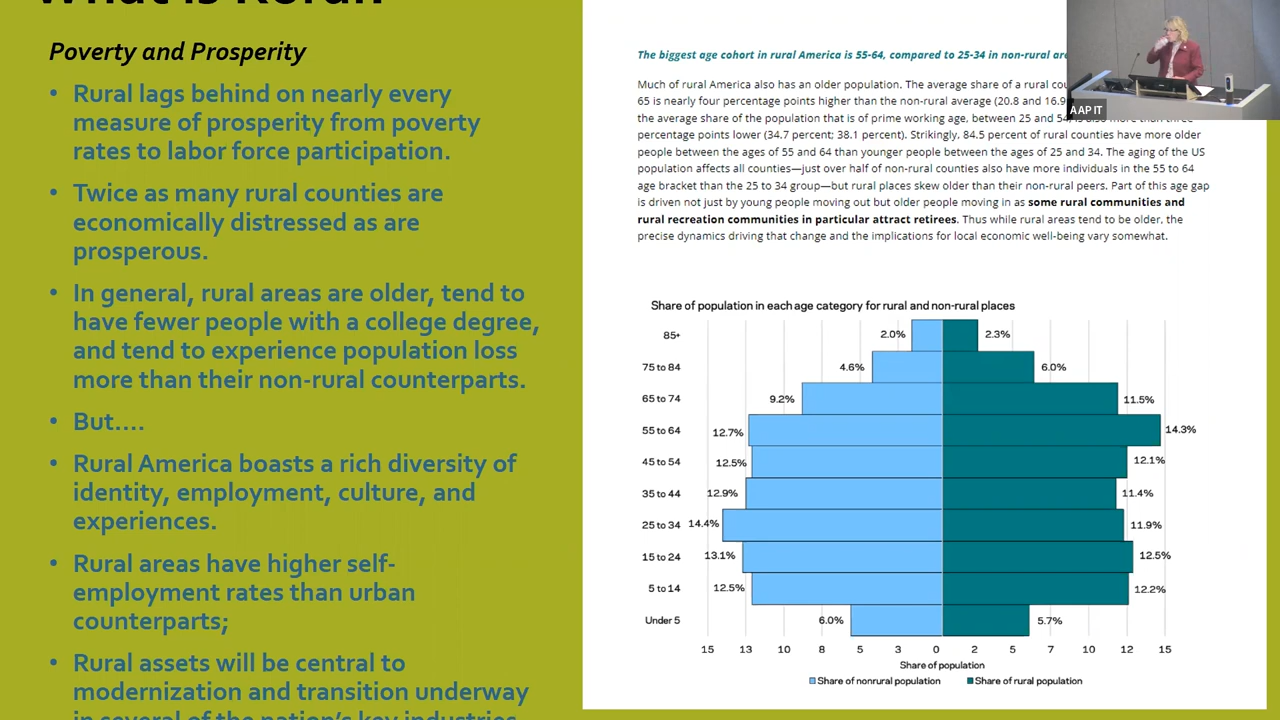 What is Rural?
Poverty and Prosperity
• Rural lags behind on nearly every
measure of prosperity from poverty
rates to labor force participation.
• Twice as many rural counties are
economically distressed as are
prosperous.
• In general, rural areas are older, tend to
have fewer people with a college degree,
and tend to experience population loss
more than their non-rural counterparts.
• But....
• Rural America boasts a rich diversity of
identity, employment, culture, and
experiences.
• Rural areas have higher self-
employment rates than urban
counterparts;
• Rural assets will be central to
modernization and transition underway
in several of the nation's key industries
The biggest age cohort in rural America is 55-64, compared to 25-34 in non-rural
Much of rural America also has an older population. The average share of a rural
65 is nearly four percentage points higher than the non-rural average (20.8 and 16.9
the average share of the population that is of prime working age, between 25 and 54, is also more than three
percentage points lower (34.7 percent; 38.1 percent). Strikingly, 84.5 percent of rural counties have more older
people between the ages of 55 and 64 than younger people between the ages of 25 and 34. The aging of the US
population affects all counties—just over half of non-rural counties also have more individuals in the 55 to 64
age bracket than the 25 to 34 group—but rural places skew older than their non-rural peers. Part of this age gap
is driven not just by young people moving out but older people moving in as some rural communities and
rural recreation communities in particular attract retirees. Thus while rural areas tend to be older, the
precise dynamics driving that change and the implications for local economic well-being vary somewhat.
AAP IT
Share of population in each age category for rural and non-rural places
85+ 2.0% 2.3%
75 to 84 4.6% 6.0%
65 to 74 9.2% 11.5%
55 to 64 12.7% 14.3%
45 to 54 12.5% 12.1%
35 to 44 12.9% 11.4%
25 to 34 14.4% 11.9%
15 to 24 13.1% 12.5%
5 to 14 12.5% 12.2%
Under 5 6.0% 5.7%
15 13 10 8 5 3 0 2 5 7 10 12 15
Share of population
Share of nonrural population Share of rural population